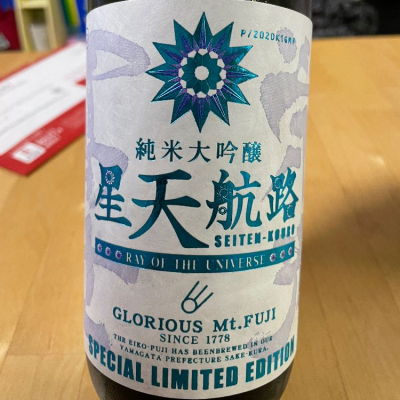 P/2020K16MP
純米大吟醸
星天航路
SEITEN-KOURO
RAY OF THE UNIVERSE
GLORIOUS Mt.FUJI
SINCE 1778
THE EIKO-FUJI HAS BEENBREWED IN OUR
YAMAGATA PREFECTURE SAKE-KURA.
SPECIAL LIMITED EDITION